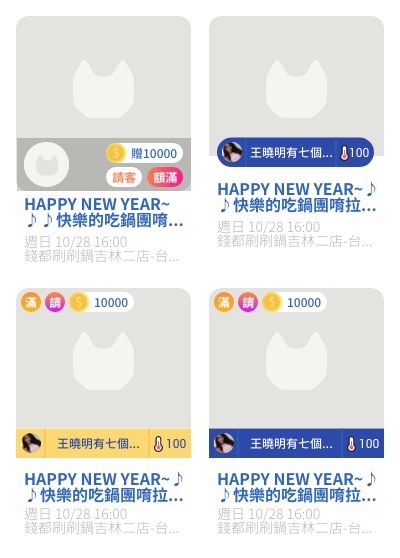 $ 贈10000
請客 額滿
HAPPY NEW YEAR~
♪♪快樂的吃鍋團唷...
週日 10/28 16:00
錢都刷刷鍋吉林二店-台...
王曉明有七個... 100
HAPPY NEW YEAR~♪
♪快樂的吃鍋團唷拉...
週日 10/28 16:00
錢都刷刷鍋吉林二店-台...
滿 請 $ 10000
王曉明有七個... 100
HAPPY NEW YEAR~♪
♪快樂的吃鍋團唷拉...
週日 10/28 16:00
錢都刷刷鍋吉林二店-台...
滿 請 $ 10000
王曉明有七個... 100
HAPPY NEW YEAR~♪
♪快樂的吃鍋團唷拉...
週日 10/28 16:00
錢都刷刷鍋吉林二店-台...